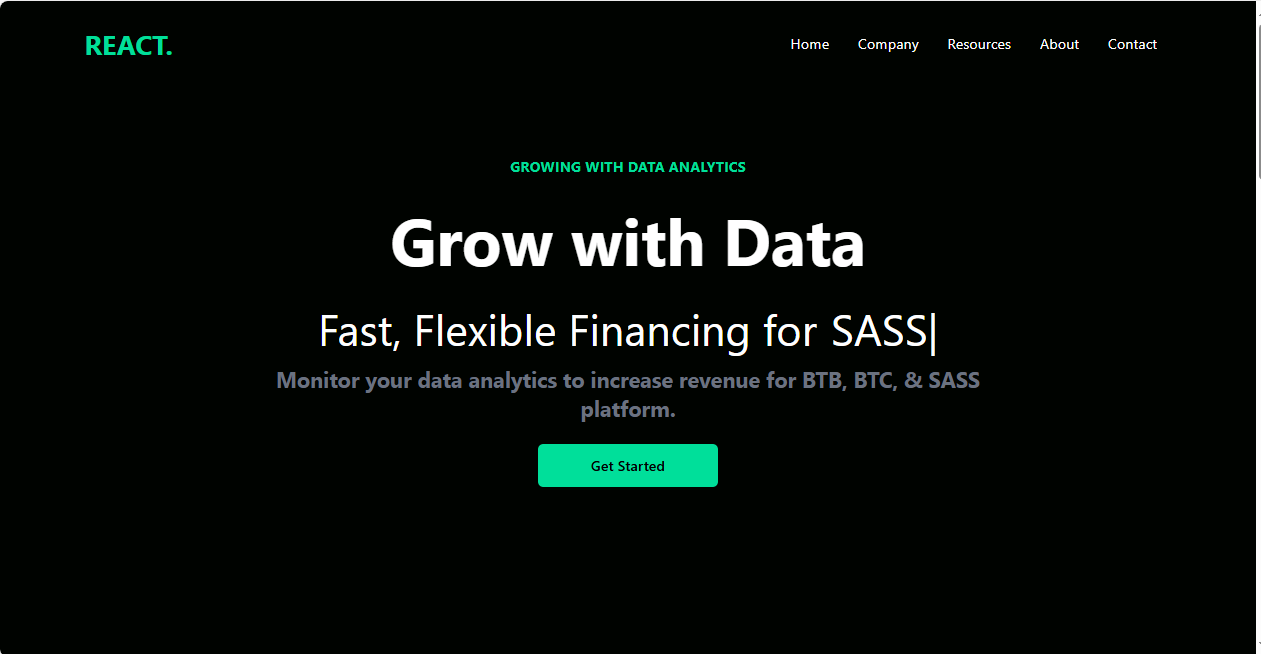 REACT.
Home Company Resources About Contact
GROWING WITH DATA ANALYTICS
Grow with Data
Fast, Flexible Financing for SASS|
Monitor your data analytics to increase revenue for BTB, BTC, & SASS
platform.
Get Started